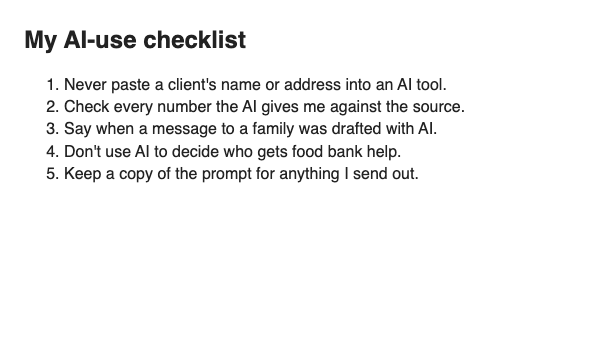 My AI-use checklist
1. Never paste a client's name or address into an AI tool.
2. Check every number the AI gives me against the source.
3. Say when a message to a family was drafted with AI.
4. Don't use AI to decide who gets food bank help.
5. Keep a copy of the prompt for anything I send out.